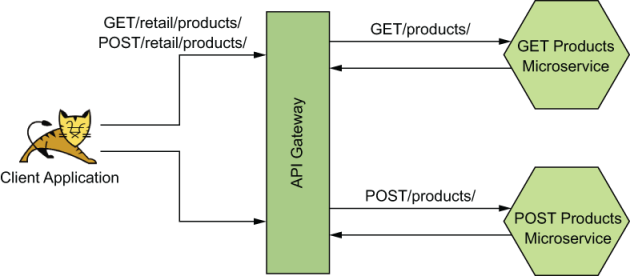 GET/retail/products/
POST/retail/products/
GET/products/
GET Products
Microservice
API Gateway
Client Application
POST/products/
POST Products
Microservice